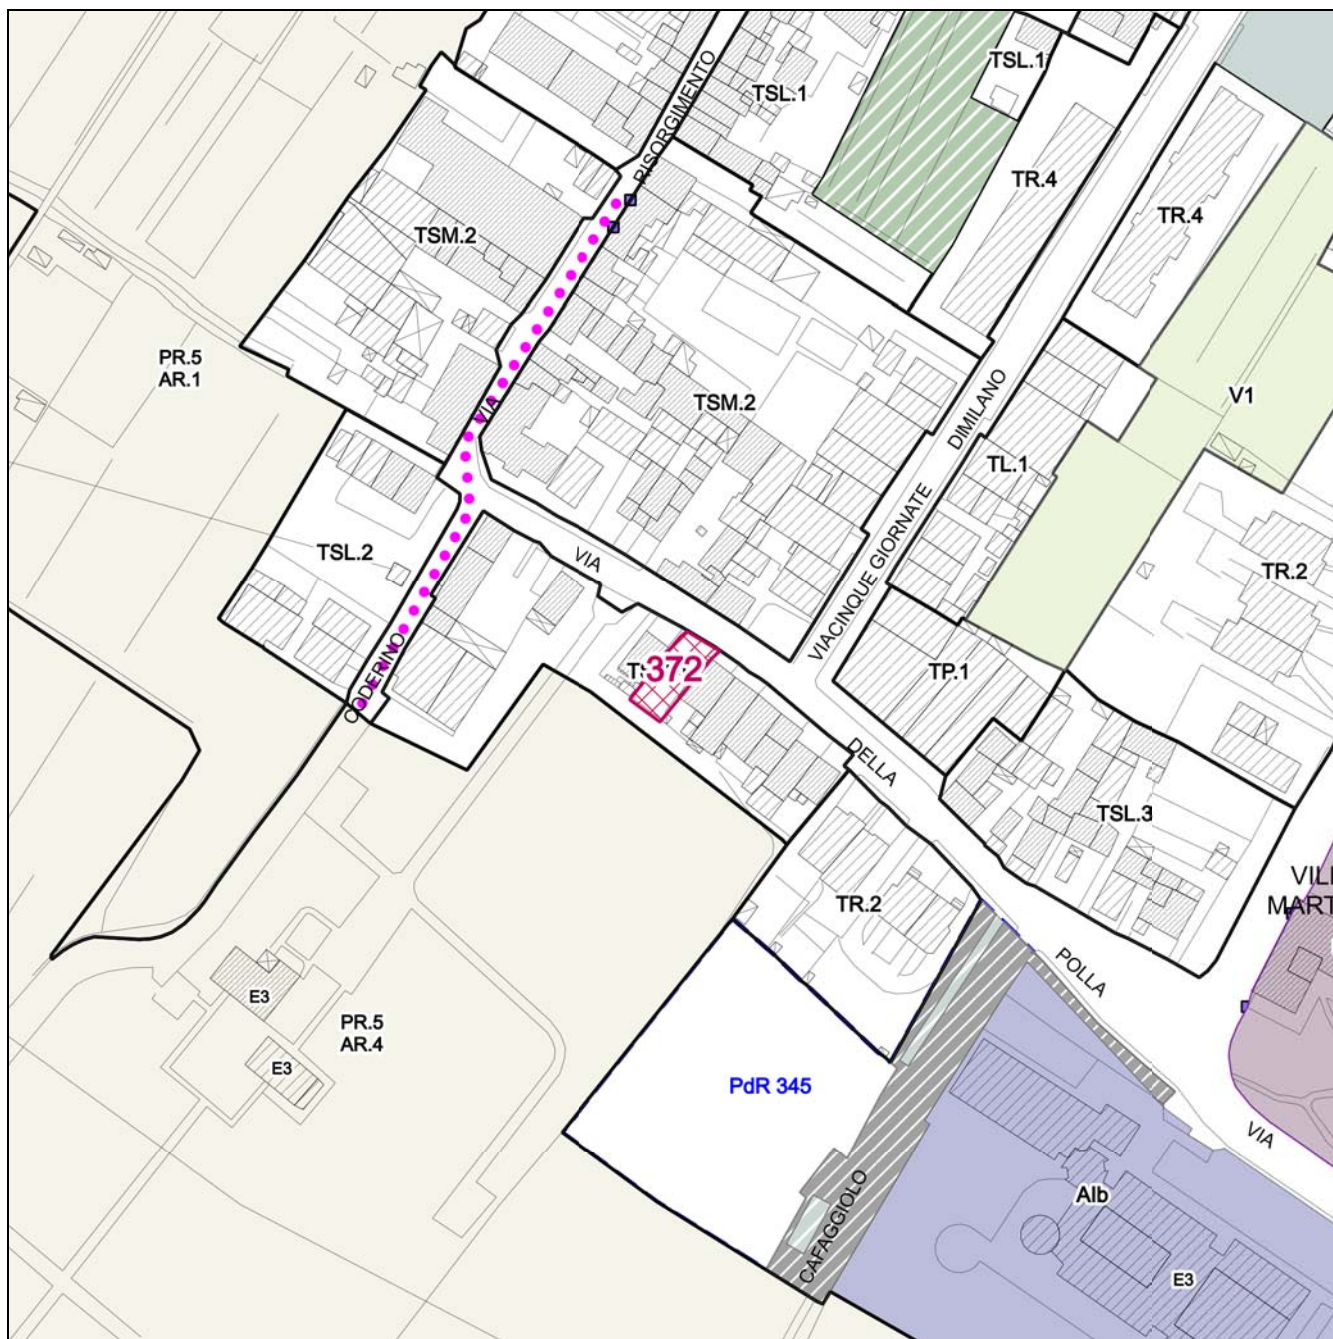 RISORGIMENTO
TSL.1
TSL.1
TR.4
TR.4
TSM.2
PR.5
AR.1
VIA
TSM.2
DIMILANO
V1
TL.1
VIACINQUE GIORNATE
TSL.2
VIA
TR.2
CODERINO
372
TP.1
DELLA
TSL.3
TR.2
VILL
MART
POLLA
E3
PR.5
AR.4
E3
PdR 345
VIA
CAFAGGIOLO
Alb
E3